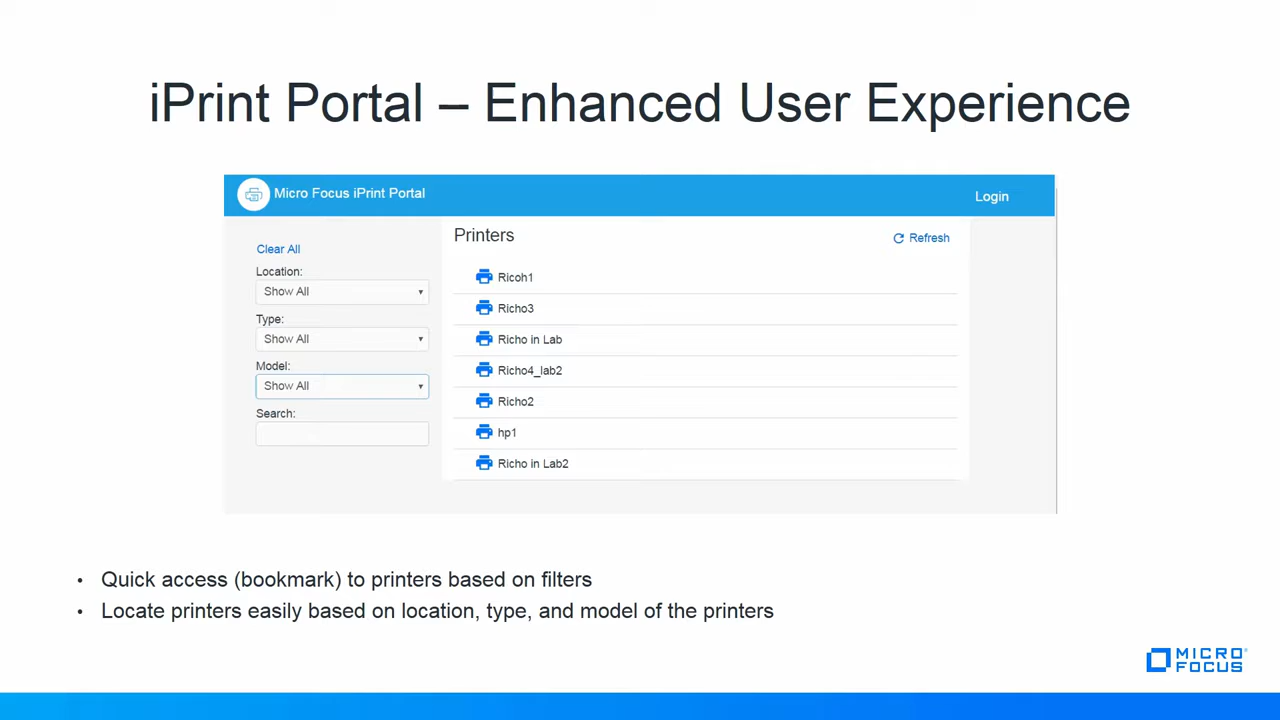 iPrint Portal – Enhanced User Experience
Micro Focus iPrint Portal
Login
Clear All
Location:
Show All
Type:
Show All
Model:
Show All
Search:
Printers
Refresh
Ricoh1
Richo3
Richo in Lab
Richo4_lab2
Richo2
hp1
Richo in Lab2
• Quick access (bookmark) to printers based on filters
• Locate printers easily based on location, type, and model of the printers
MICRO
FOCUS